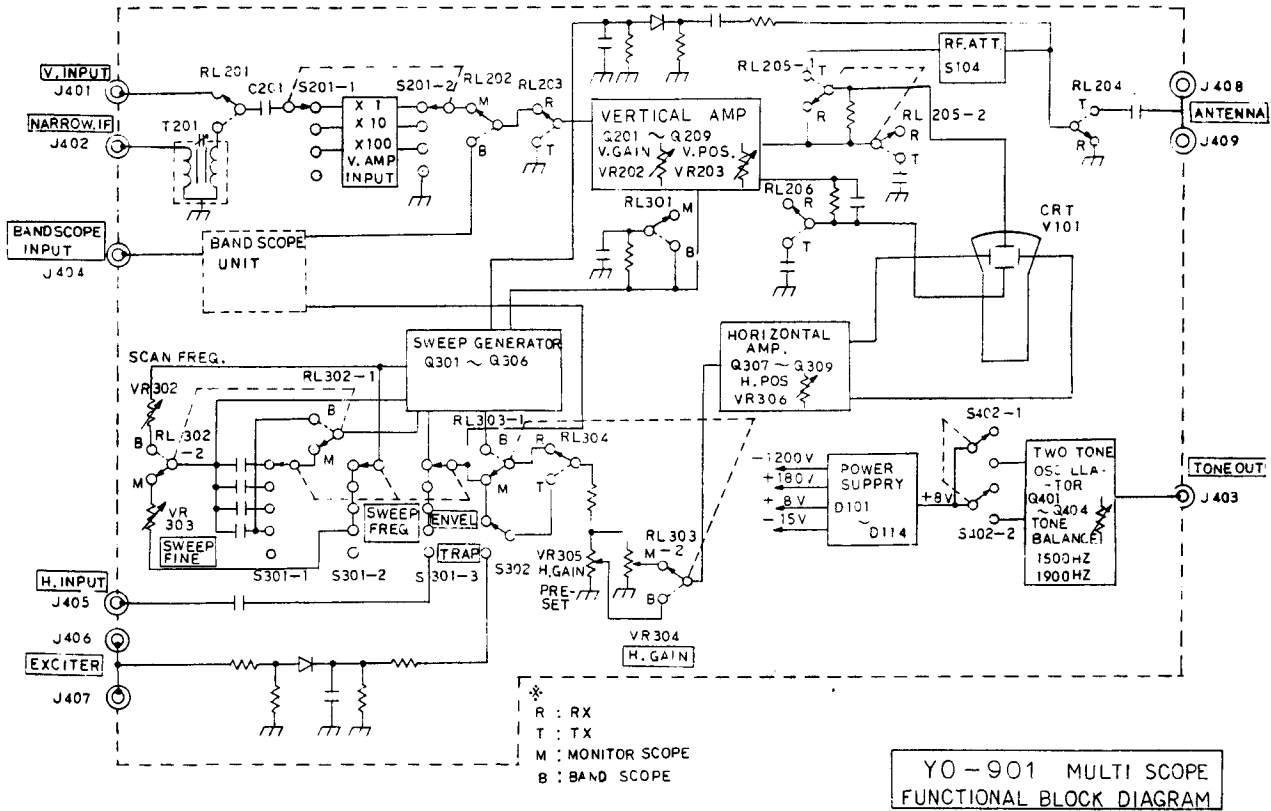 V. INPUT
J401
NARROW.IF
J402
BANDSCOPE
INPUT
J404
RL201
C201
T201
S201-1
X 1
X 10
X100
V. AMP
INPUT
S201-2
RL202
M
B
RL203
R
T
VERTICAL AMP
Q201 ~ Q209
V.GAIN V.POS.
VR202 VR203
RL205-1
T
R
RF.ATT.
S104
RL205-2
R
T
RL204
T
R
J408
ANTENNA
J409
BAND SCOPE
UNIT
RL301
M
B
RL206
R
T
CRT
V101
SWEEP GENERATOR
Q301 ~ Q306
HORIZONTAL
AMP.
Q307 ~ Q309
H.POS
VR306
SCAN FREQ.
VR302
RL302-1
B
M
B
RL302
-2
M
VR
303
SWEEP
FINE
SWEEP
FREQ
ENVEL
TRAP
RL303-1
B
M
RL304
R
T
S301-1
S301-2
S301-3
S302
VR305
H.GAIN
PRE-
SET
RL303
M -2
B
VR304
H.GAIN
-1200V
+180V
+8V
-15V
POWER
SUPPRY
D101
~
D114
+8V
S402-1
S402-2
TWO TONE
OSCILLA-
-TOR
Q401
~ Q404
TONE
BALANCE
1500HZ
1900HZ
TONE OUT
J403
H.INPUT
J405
J406
EXCITER
J407
※
R : RX
T : TX
M : MONITOR SCOPE
B : BAND SCOPE
YO-901 MULTI SCOPE
FUNCTIONAL BLOCK DIAGRAM